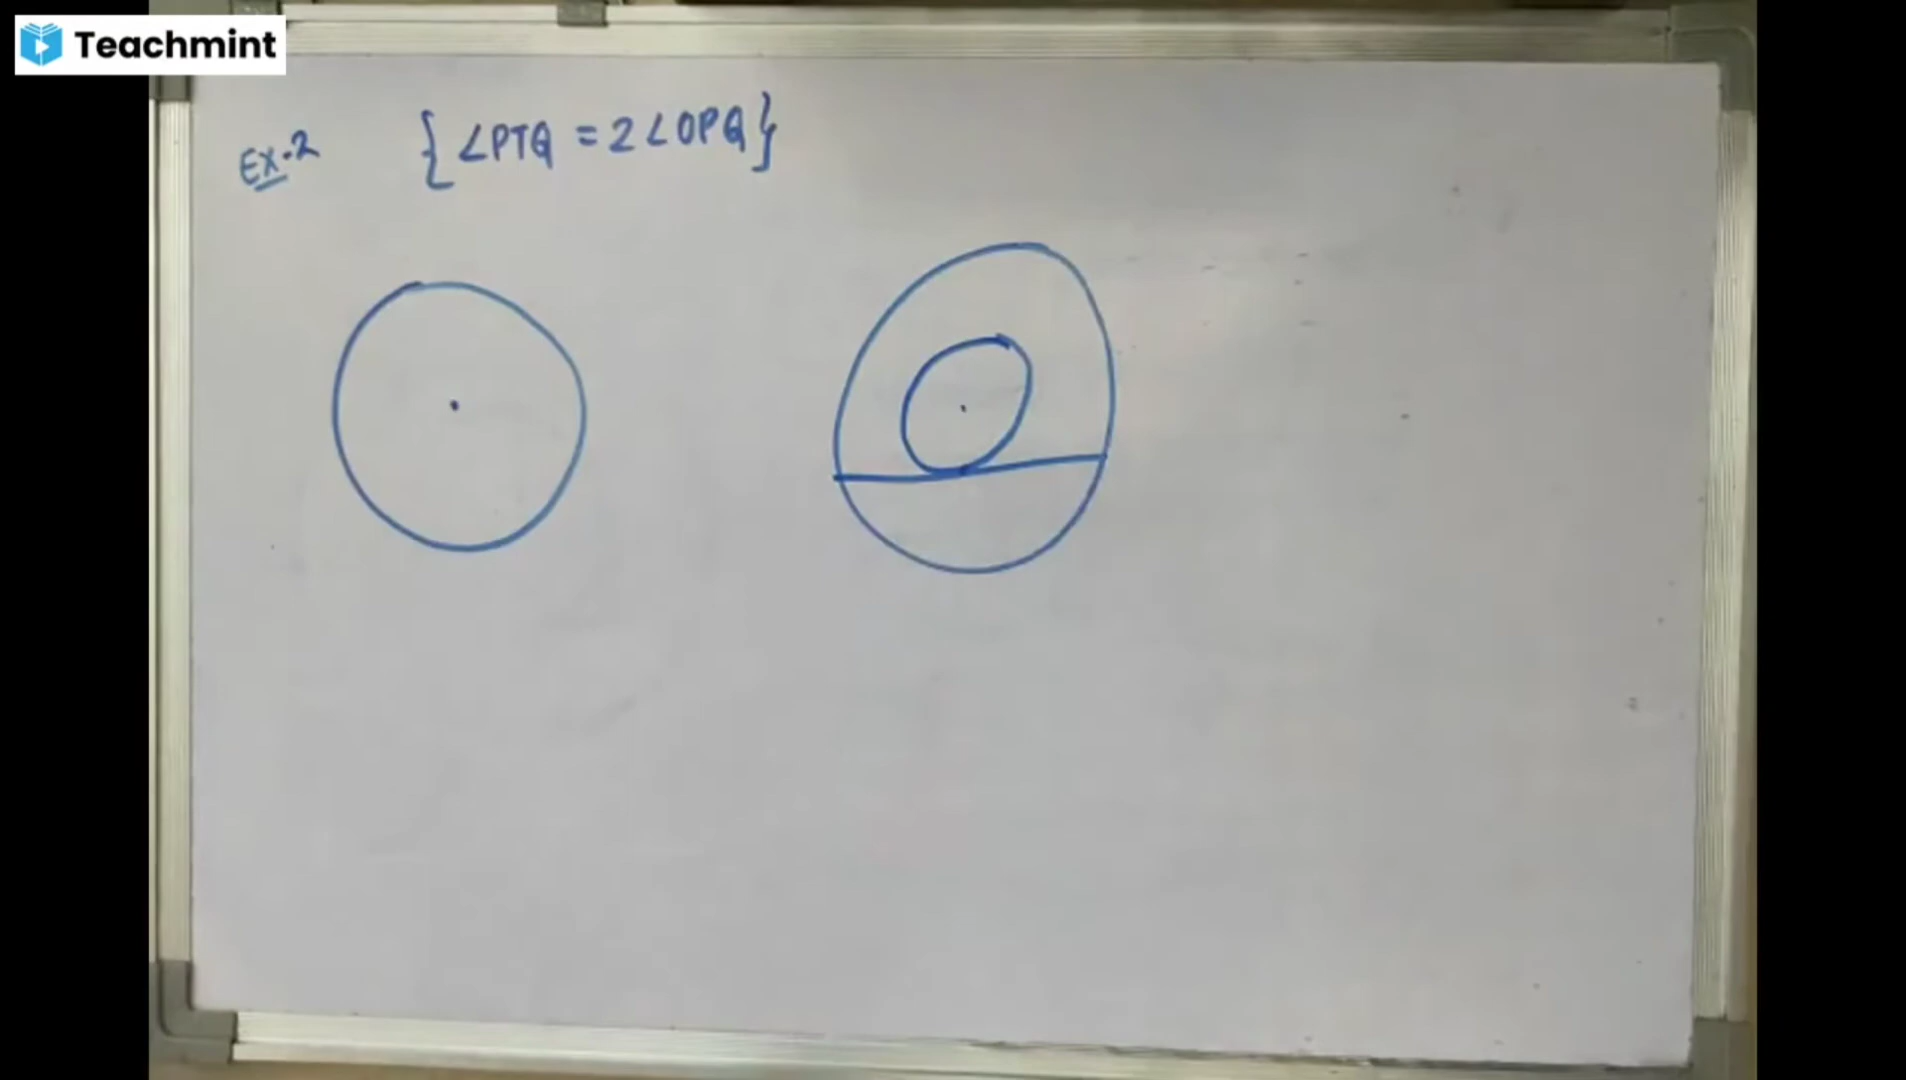 Teachmint
Ex.2 {∠PTQ = 2∠OPQ}